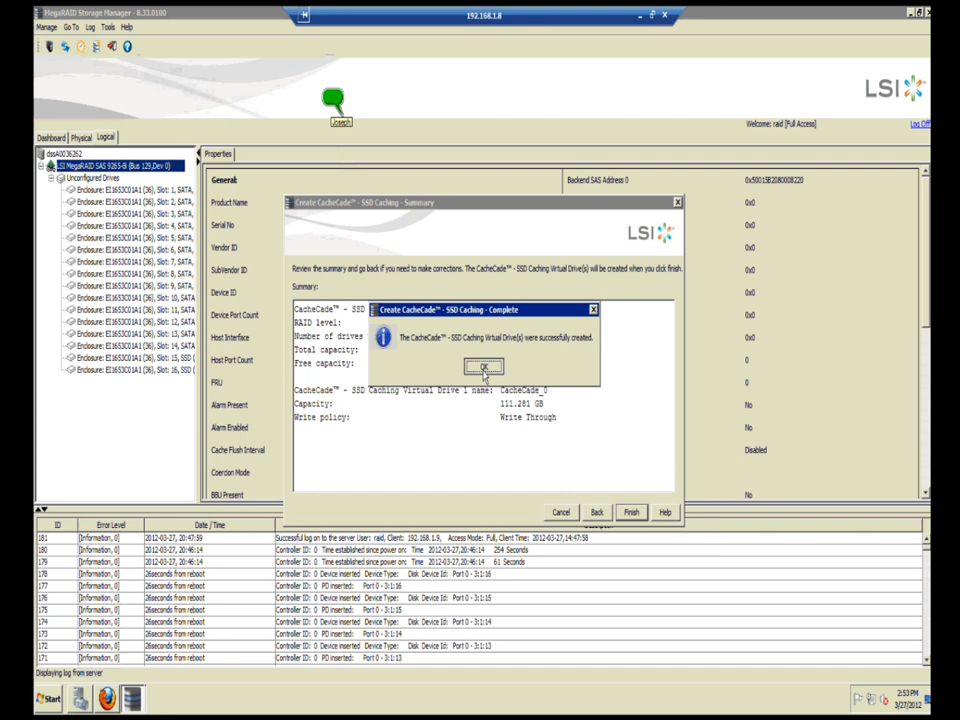 MegaRAID Storage Manager - 8.33.0100
192.168.1.8
Manage Go To Log Tools Help
LSI
Joseph
Welcome: raid [Full Access]
Log Off
Dashboard Physical Logical
Properties
dssA0036262
LSI MegaRAID SAS 9265-8i (Bus 129,Dev 0)
Unconfigured Drives
Enclosure: EI1653C01A1 (36), Slot: 1, SATA,
Enclosure: EI1653C01A1 (36), Slot: 2, SATA,
Enclosure: EI1653C01A1 (36), Slot: 3, SATA,
Enclosure: EI1653C01A1 (36), Slot: 4, SATA,
Enclosure: EI1653C01A1 (36), Slot: 5, SATA,
Enclosure: EI1653C01A1 (36), Slot: 6, SATA,
Enclosure: EI1653C01A1 (36), Slot: 7, SATA,
Enclosure: EI1653C01A1 (36), Slot: 8, SATA,
Enclosure: EI1653C01A1 (36), Slot: 9, SATA,
Enclosure: EI1653C01A1 (36), Slot: 10, SATA
Enclosure: EI1653C01A1 (36), Slot: 11, SATA
Enclosure: EI1653C01A1 (36), Slot: 12, SATA
Enclosure: EI1653C01A1 (36), Slot: 13, SATA
Enclosure: EI1653C01A1 (36), Slot: 14, SATA
Enclosure: EI1653C01A1 (36), Slot: 15, SSD (
Enclosure: EI1653C01A1 (36), Slot: 16, SSD (
General:
Backend SAS Address 0 0x50015B2080008220
Product Name 0x0
Serial No 0x0
Vendor ID 0x0
SubVendor ID 0x0
Device ID 0x0
Device Port Count 0x0
Host Interface 0x0
Host Port Count 0
FRU 0
Alarm Present No
Alarm Enabled No
Cache Flush Interval Disabled
Coercion Mode
BBU Present No
Create CacheCade™ - SSD Caching - Summary
LSI
Review the summary and go back if you need to make corrections. The CacheCade™ - SSD Caching Virtual Drive(s) will be created when you click finish.
Summary:
CacheCade™ - SSD
RAID level:
Number of drives
Total capacity:
Free capacity:
CacheCade™ - SSD Caching Virtual Drive 1 name: CacheCade_0
Capacity: 111.281 GB
Write policy: Write Through
Create CacheCade™ - SSD Caching - Complete
The CacheCade™ - SSD Caching Virtual Drive(s) were successfully created.
OK
Cancel Back Finish Help
ID Error Level Date / Time
181 [Information, 0] 2012-03-27, 20:47:59 Successful log on to the server User: raid, Client: 192.168.1.9, Access Mode: Full, Client Time: 2012-03-27,14:47:58
180 [Information, 0] 2012-03-27, 20:46:14 Controller ID: 0 Time established since power on: Time 2012-03-27,20:46:14 254 Seconds
179 [Information, 0] 2012-03-27, 20:46:14 Controller ID: 0 Time established since power on: Time 2012-03-27,20:46:14 61 Seconds
178 [Information, 0] 26seconds from reboot Controller ID: 0 Device inserted Device Type: Disk Device Id: Port 0 - 3:1:16
177 [Information, 0] 26seconds from reboot Controller ID: 0 PD inserted: Port 0 - 3:1:16
176 [Information, 0] 26seconds from reboot Controller ID: 0 Device inserted Device Type: Disk Device Id: Port 0 - 3:1:15
175 [Information, 0] 26seconds from reboot Controller ID: 0 PD inserted: Port 0 - 3:1:15
174 [Information, 0] 26seconds from reboot Controller ID: 0 Device inserted Device Type: Disk Device Id: Port 0 - 3:1:14
173 [Information, 0] 26seconds from reboot Controller ID: 0 PD inserted: Port 0 - 3:1:14
172 [Information, 0] 26seconds from reboot Controller ID: 0 Device inserted Device Type: Disk Device Id: Port 0 - 3:1:13
171 [Information, 0] 26seconds from reboot Controller ID: 0 PD inserted: Port 0 - 3:1:13
Displaying log from server
Start
2:53 PM
3/27/2012